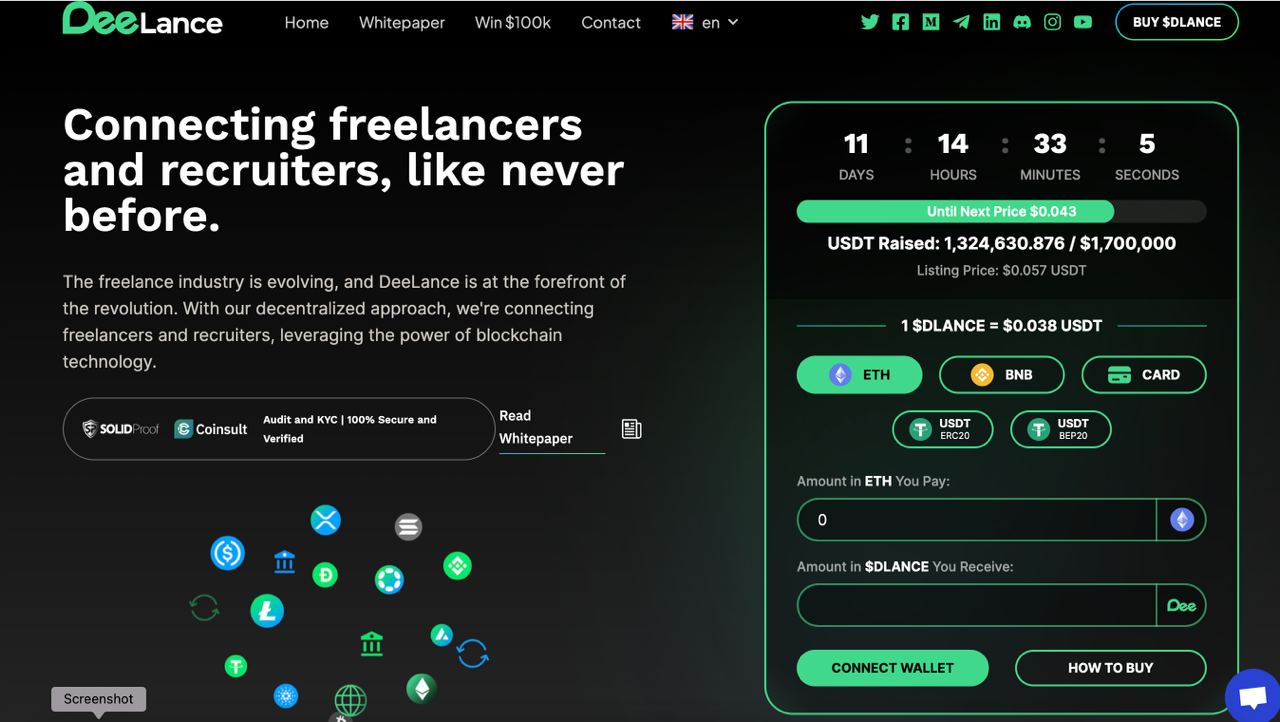 DeeLance
Home
Whitepaper
Win $100k
Contact
en
BUY $DLANCE
Connecting freelancers
and recruiters, like never
before.
The freelance industry is evolving, and DeeLance is at the forefront of
the revolution. With our decentralized approach, we're connecting
freelancers and recruiters, leveraging the power of blockchain
technology.
SOLIDProof
Coinsult
Audit and KYC | 100% Secure and
Verified
Read
Whitepaper
Screenshot
11 : 14 : 33 : 5
DAYS HOURS MINUTES SECONDS
Until Next Price $0.043
USDT Raised: 1,324,630.876 / $1,700,000
Listing Price: $0.057 USDT
1 $DLANCE = $0.038 USDT
ETH
BNB
CARD
USDT
ERC20
USDT
BEP20
Amount in ETH You Pay:
0
Amount in $DLANCE You Receive:
Dee
CONNECT WALLET
HOW TO BUY